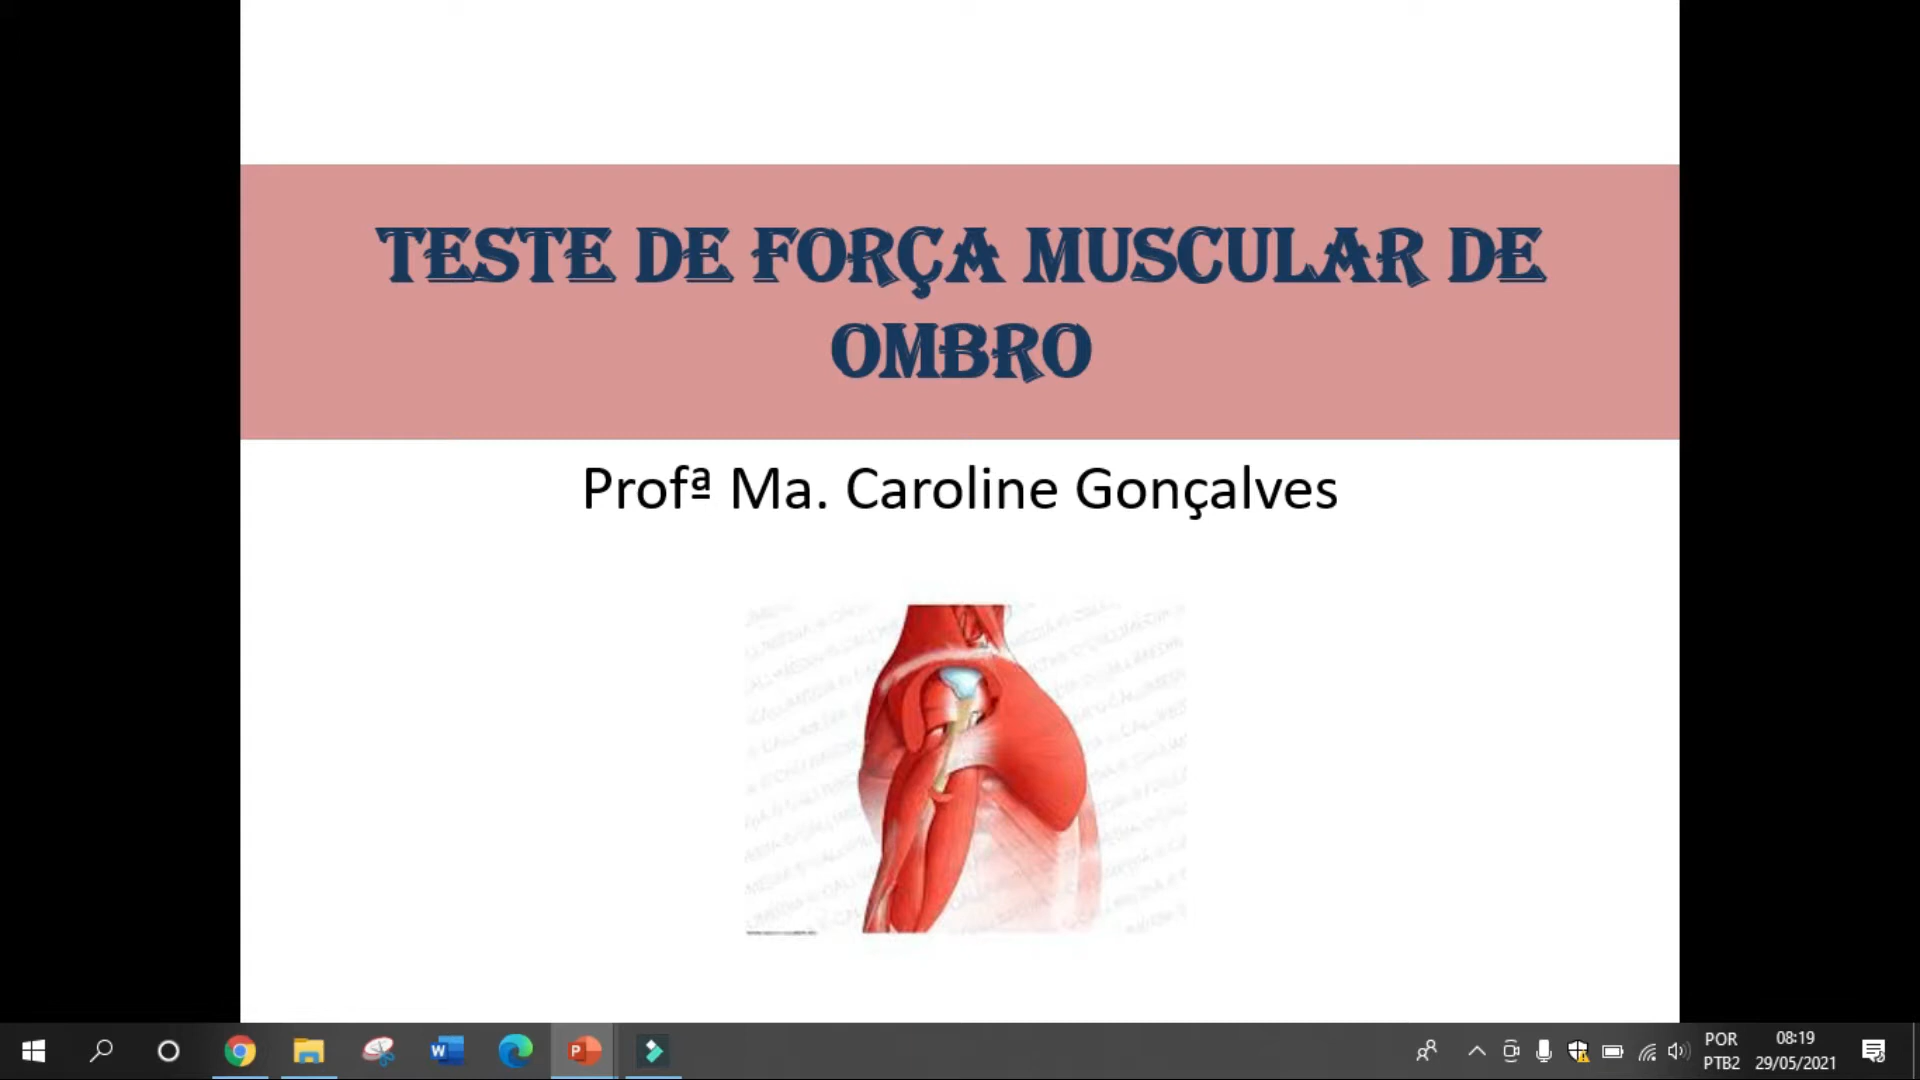 TESTE DE FORÇA MUSCULAR DE
OMBRO
Profª Ma. Caroline Gonçalves
POR
PTB2
08:19
29/05/2021